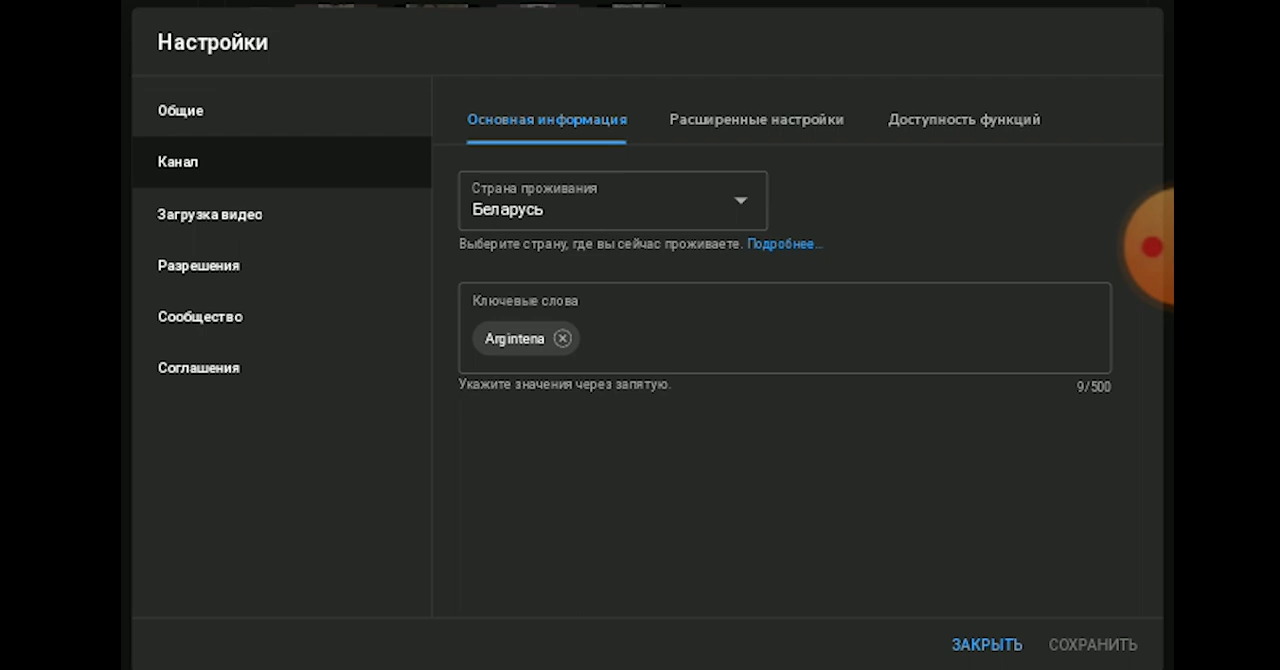 Настройки
Общие
Канал
Загрузка видео
Разрешения
Сообщество
Соглашения
Основная информация
Расширенные настройки
Доступность функций
Страна проживания
Беларусь
Выберите страну, где вы сейчас проживаете. Подробнее...
Ключевые слова
Argintena
Укажите значения через запятую.
9/500
ЗАКРЫТЬ
СОХРАНИТЬ